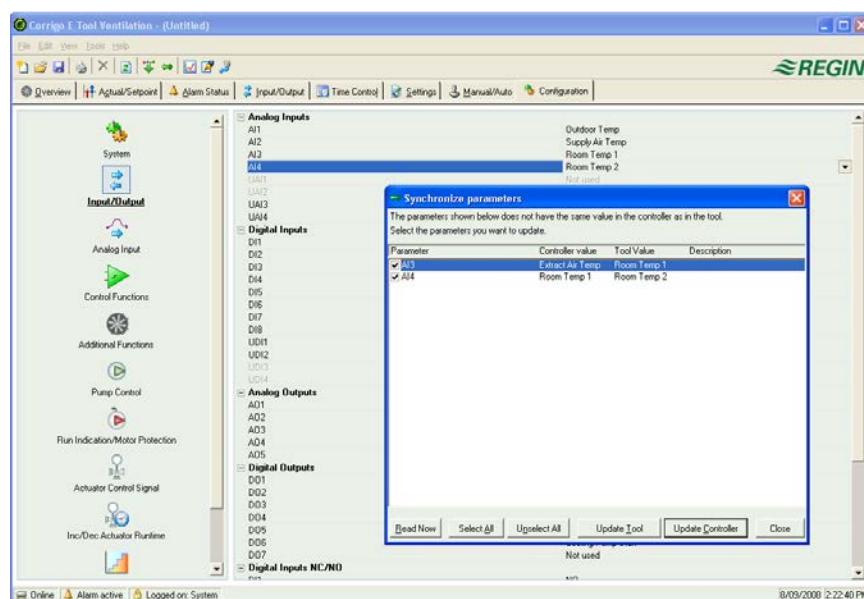 Corrigo E Tool Ventilation - (Untitled)
File Edit View Tools Help
REGIN
Overview Actual/Setpoint Alarm Status Input/Output Time Control Settings Manual/Auto Configuration
System
Input/Output
Analog Input
Control Functions
Additional Functions
Pump Control
Run Indication/Motor Protection
Actuator Control Signal
Inc/Dec Actuator Runtime
Analog Inputs
AI1 Outdoor Temp
AI2 Supply Air Temp
AI3 Room Temp 1
AI4 Room Temp 2
UAI1 Not used
UAI2
UAI3
UAI4
Digital Inputs
DI1
DI2
DI3
DI4
DI5
DI6
DI7
DI8
UDI1
UDI2
UDI3
UDI4
Analog Outputs
AO1
AO2
AO3
AO4
AO5
Digital Outputs
DO1
DO2
DO3
DO4
DO5
DO6
DO7 Not used
Digital Inputs NC/NO
Synchronize parameters
The parameters shown below does not have the same value in the controller as in the tool.
Select the parameters you want to update.
Parameter Controller value Tool Value Description
AI3 Extract Air Temp Room Temp 1
AI4 Room Temp 1 Room Temp 2
Read Now Select All Unselect All Update Tool Update Controller Close
Online Alarm active Logged on: System 8/09/2008 2:22:40 PM